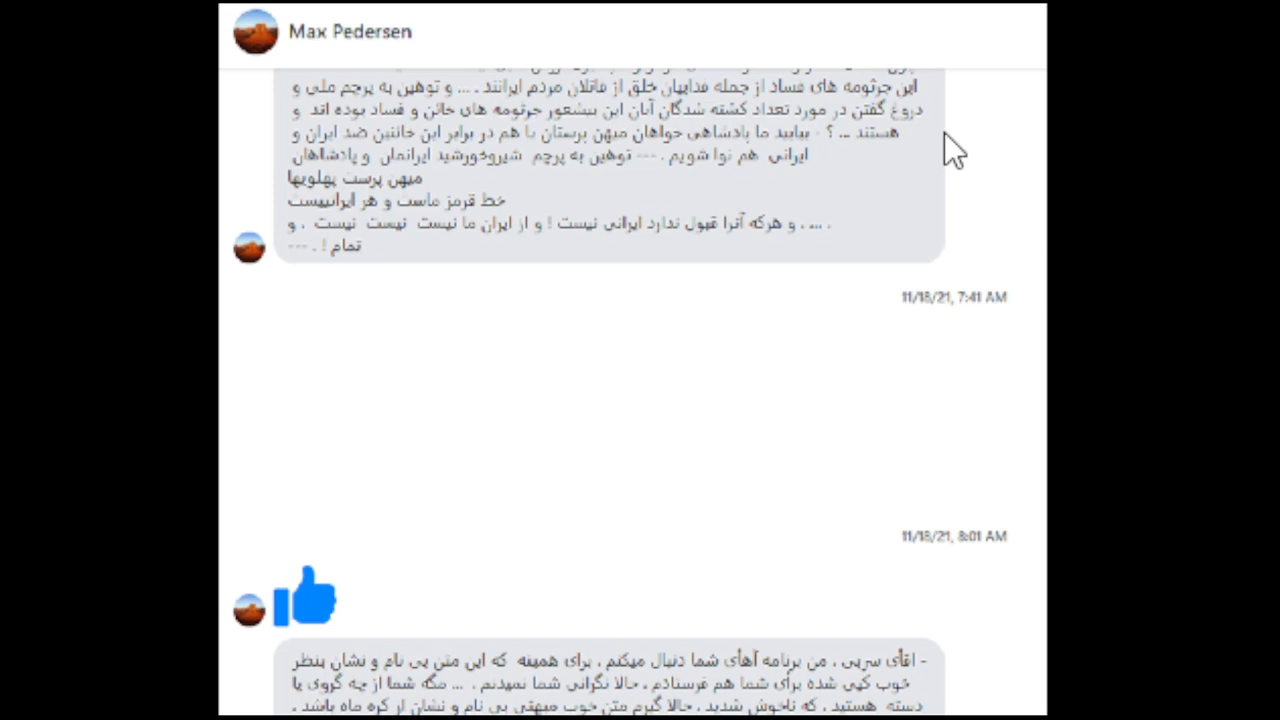 Max Pedersen
این جرثومه های فساد از جمله فداییان خلق از قاتلان مردم ایرانند . ... و توهین به پرچم ملی و
دروغ گفتن در مورد تعداد کشته شدگان آبان این بیشعور جرثومه های خائن و فساد بوده اند و
هستند ... ؟ - بیایید ما پادشاهی خواهان میهن پرستان با هم در برابر این خائنین ضد ایران و
ایرانی هم نوا شویم . --- توهین به پرچم شیروخورشید ایرانمان و پادشاهان
میهن پرست پهلویها
خط قرمز ماست و هر ایرانیست
. ... . و هرکه آنرا قبول ندارد ایرانی نیست ! و از ایران ما نیست نیست نیست . و
تمام ! . ---
11/18/21, 7:41 AM
11/18/21, 8:01 AM
- اقأی سربی . من برنامه أهأی شما دنبال میکنم . برای همینه که این متن بی نام و نشان بنظر
خوب کپی شده برأی شما هم فرستادم . حالا نگرانی شما نمیدنم . ... مگه شما از چه گروی یا
دسته هستید . که ناخوش شدید . حالا گیرم متن خوب میهنی بی نام و نشان از کره ماه باشد .